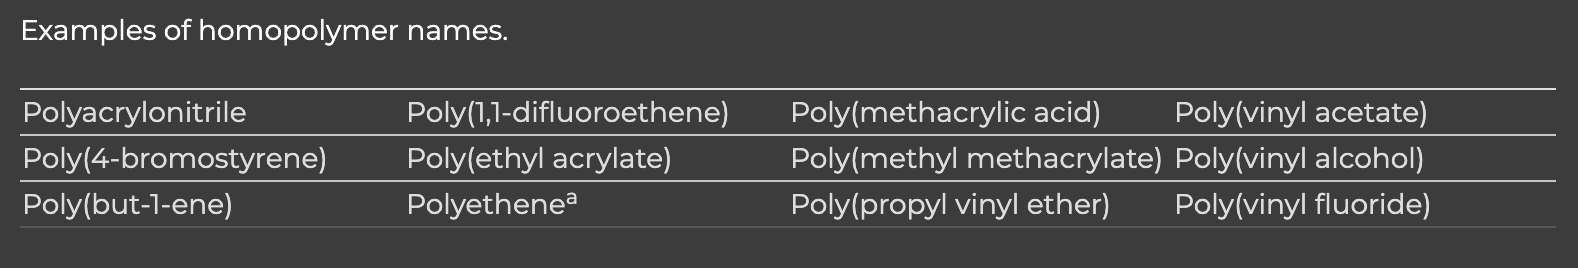 Examples of homopolymer names.
Polyacrylonitrile Poly(1,1-difluoroethene) Poly(methacrylic acid) Poly(vinyl acetate)
Poly(4-bromostyrene) Poly(ethyl acrylate) Poly(methyl methacrylate) Poly(vinyl alcohol)
Poly(but-1-ene) Polyetheneᵃ Poly(propyl vinyl ether) Poly(vinyl fluoride)